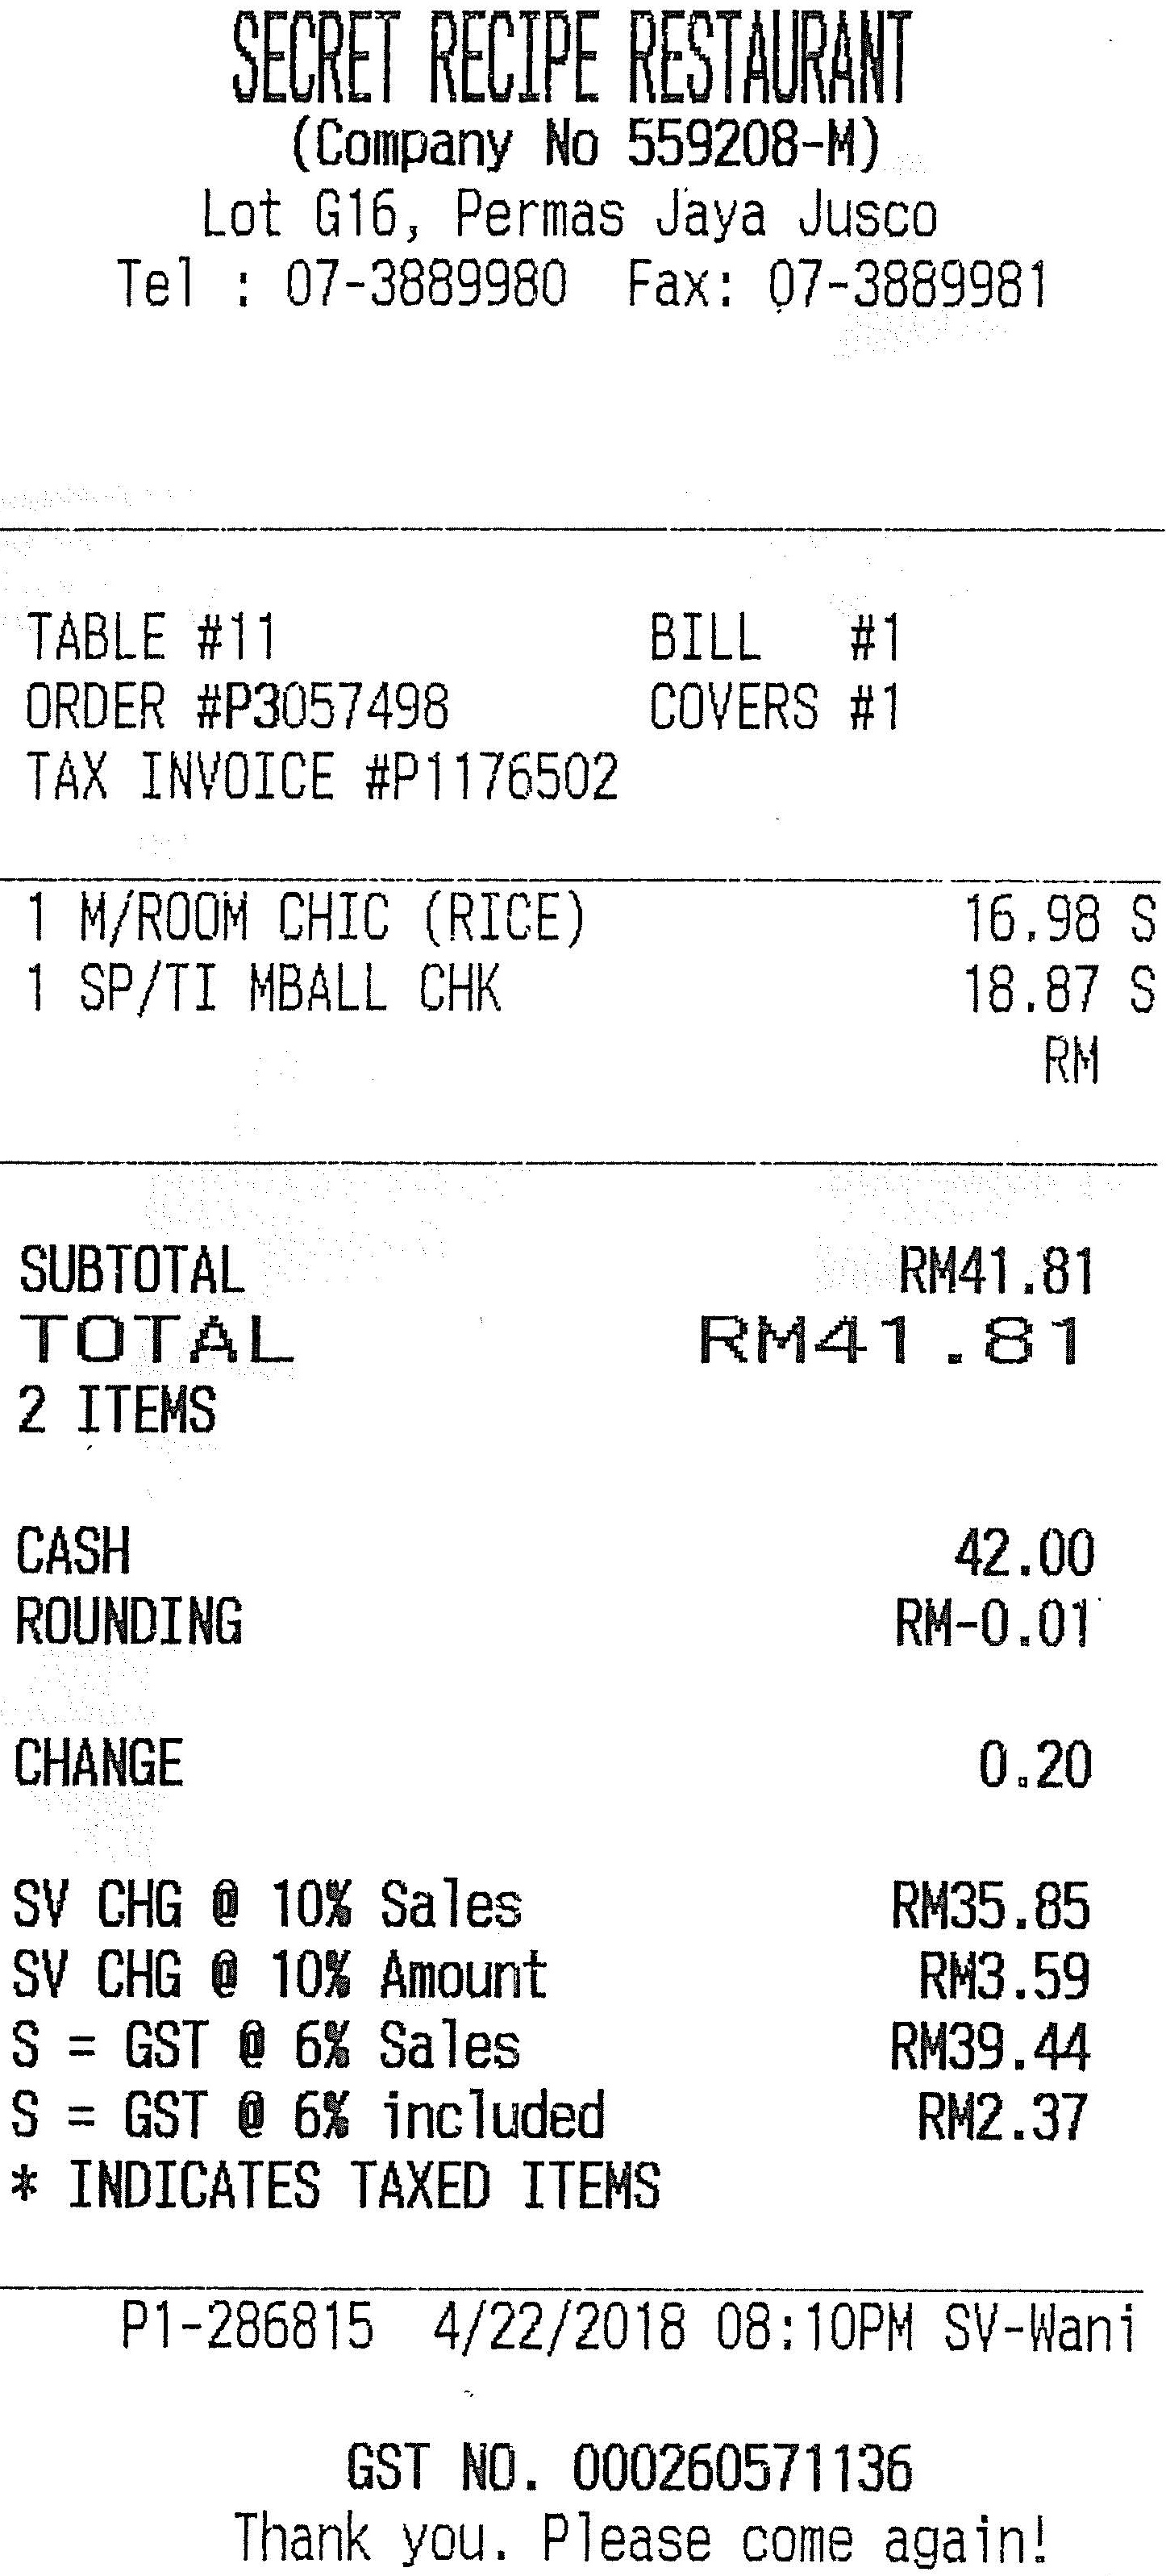 SECRET RECIPE RESTAURANT
(Company No 559208-M)
Lot G16, Permas Jaya Jusco
Tel : 07-3889980 Fax: 07-3889981
TABLE #11 BILL #1
ORDER #P3057498 COVERS #1
TAX INVOICE #P1176502
1 M/ROOM CHIC (RICE) 16.98 S
1 SP/TI MBALL CHK 18.87 S
RM
SUBTOTAL RM41.81
TOTAL RM41.81
2 ITEMS
CASH 42.00
ROUNDING RM-0.01
CHANGE 0.20
SV CHG @ 10% Sales RM35.85
SV CHG @ 10% Amount RM3.59
S = GST @ 6% Sales RM39.44
S = GST @ 6% included RM2.37
* INDICATES TAXED ITEMS
P1-286815 4/22/2018 08:10PM SV-Wani
GST NO. 000260571136
Thank you. Please come again!